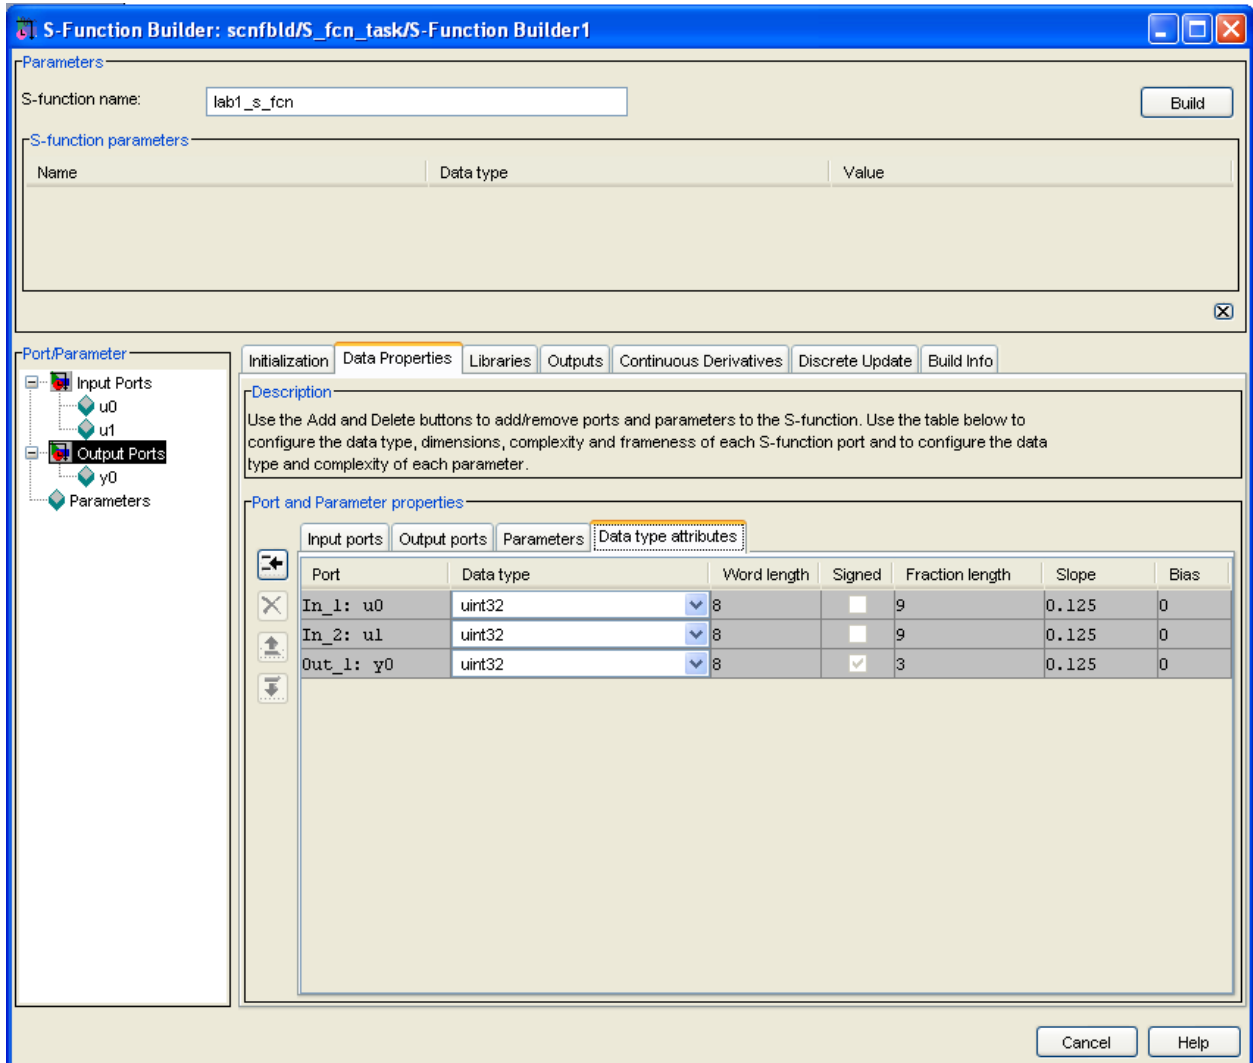 S-Function Builder: scnfbld/S_fcn_task/S-Function Builder1
Parameters
S-function name: lab1_s_fcn Build
S-function parameters
Name Data type Value
Port/Parameter
Input Ports
u0
u1
Output Ports
y0
Parameters
Initialization Data Properties Libraries Outputs Continuous Derivatives Discrete Update Build Info
Description
Use the Add and Delete buttons to add/remove ports and parameters to the S-function. Use the table below to
configure the data type, dimensions, complexity and frameness of each S-function port and to configure the data
type and complexity of each parameter.
Port and Parameter properties
Input ports Output ports Parameters Data type attributes
Port Data type Word length Signed Fraction length Slope Bias
In_1: u0 uint32 8 9 0.125 0
In_2: u1 uint32 8 9 0.125 0
Out_1: y0 uint32 8 3 0.125 0
Cancel Help